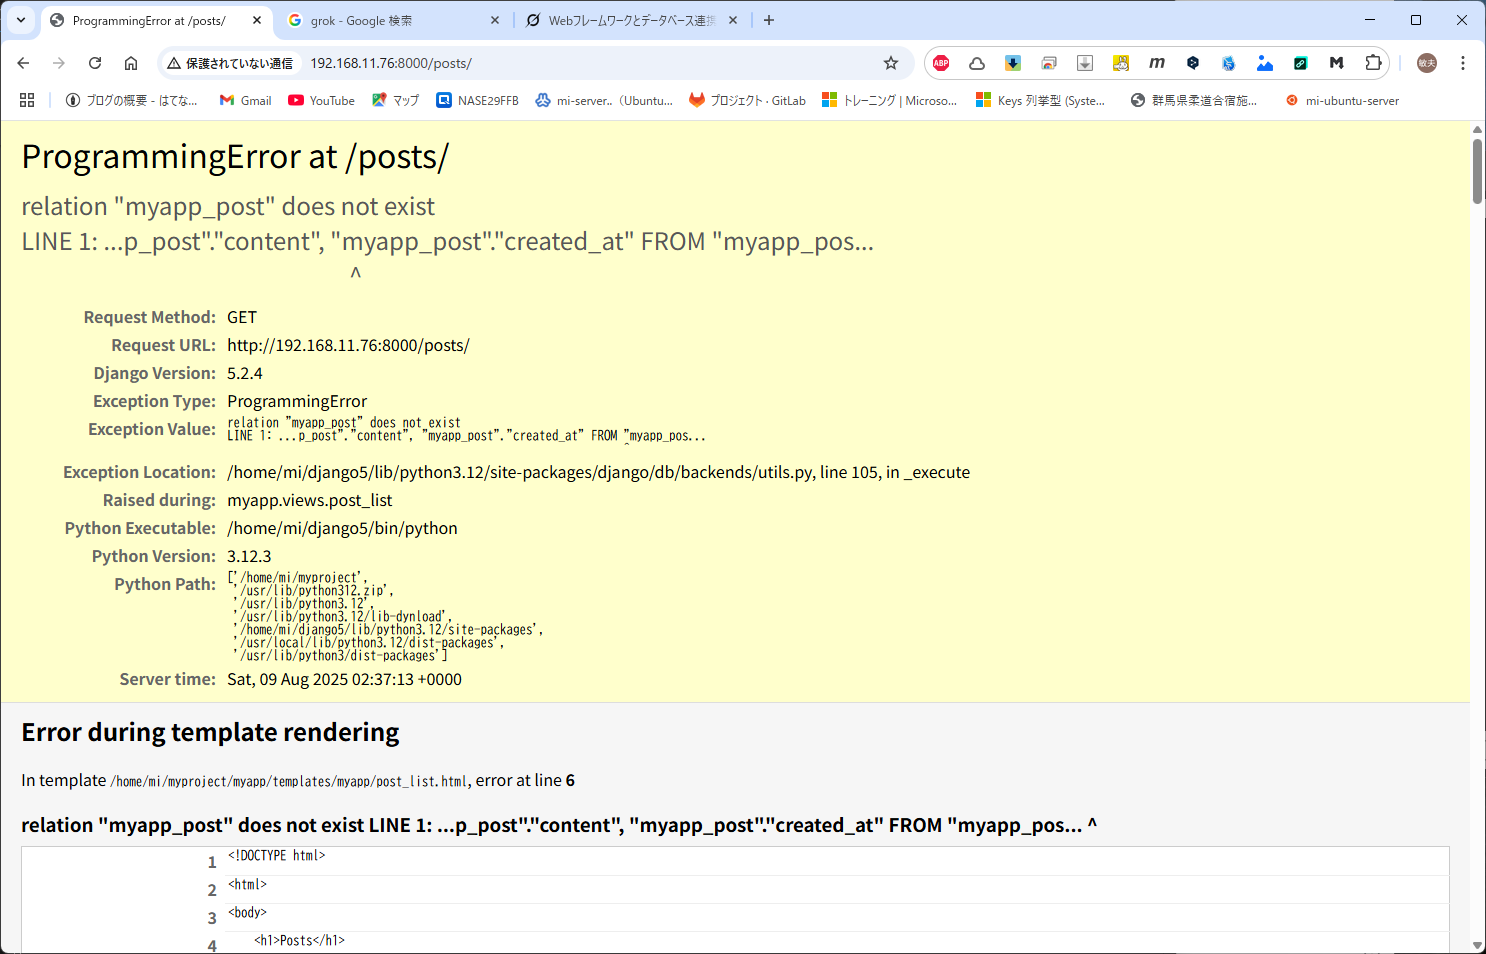 ProgrammingError at /posts/
grok - Google 検索
Webフレームワークとデータベース連携
保護されていない通信
192.168.11.76:8000/posts/
ABP
敏夫
ブログの概要 - はてな...
Gmail
YouTube
マップ
NASE29FFB
mi-server.. (Ubuntu...
プロジェクト · GitLab
トレーニング | Microso...
Keys 列挙型 (Syste...
群馬県柔道合宿施...
mi-ubuntu-server
ProgrammingError at /posts/
relation "myapp_post" does not exist
LINE 1: ...p_post"."content", "myapp_post"."created_at" FROM "myapp_pos...
^
Request Method: GET
Request URL: http://192.168.11.76:8000/posts/
Django Version: 5.2.4
Exception Type: ProgrammingError
Exception Value: relation "myapp_post" does not exist
LINE 1: ...p_post"."content", "myapp_post"."created_at" FROM "myapp_pos...
^
Exception Location: /home/mi/django5/lib/python3.12/site-packages/django/db/backends/utils.py, line 105, in _execute
Raised during: myapp.views.post_list
Python Executable: /home/mi/django5/bin/python
Python Version: 3.12.3
Python Path: ['/home/mi/myproject',
'/usr/lib/python312.zip',
'/usr/lib/python3.12',
'/usr/lib/python3.12/lib-dynload',
'/home/mi/django5/lib/python3.12/site-packages',
'/usr/local/lib/python3.12/dist-packages',
'/usr/lib/python3/dist-packages']
Server time: Sat, 09 Aug 2025 02:37:13 +0000
Error during template rendering
In template /home/mi/myproject/myapp/templates/myapp/post_list.html, error at line 6
relation "myapp_post" does not exist LINE 1: ...p_post"."content", "myapp_post"."created_at" FROM "myapp_pos... ^
1 <!DOCTYPE html>
2 <html>
3 <body>
4 <h1>Posts</h1>